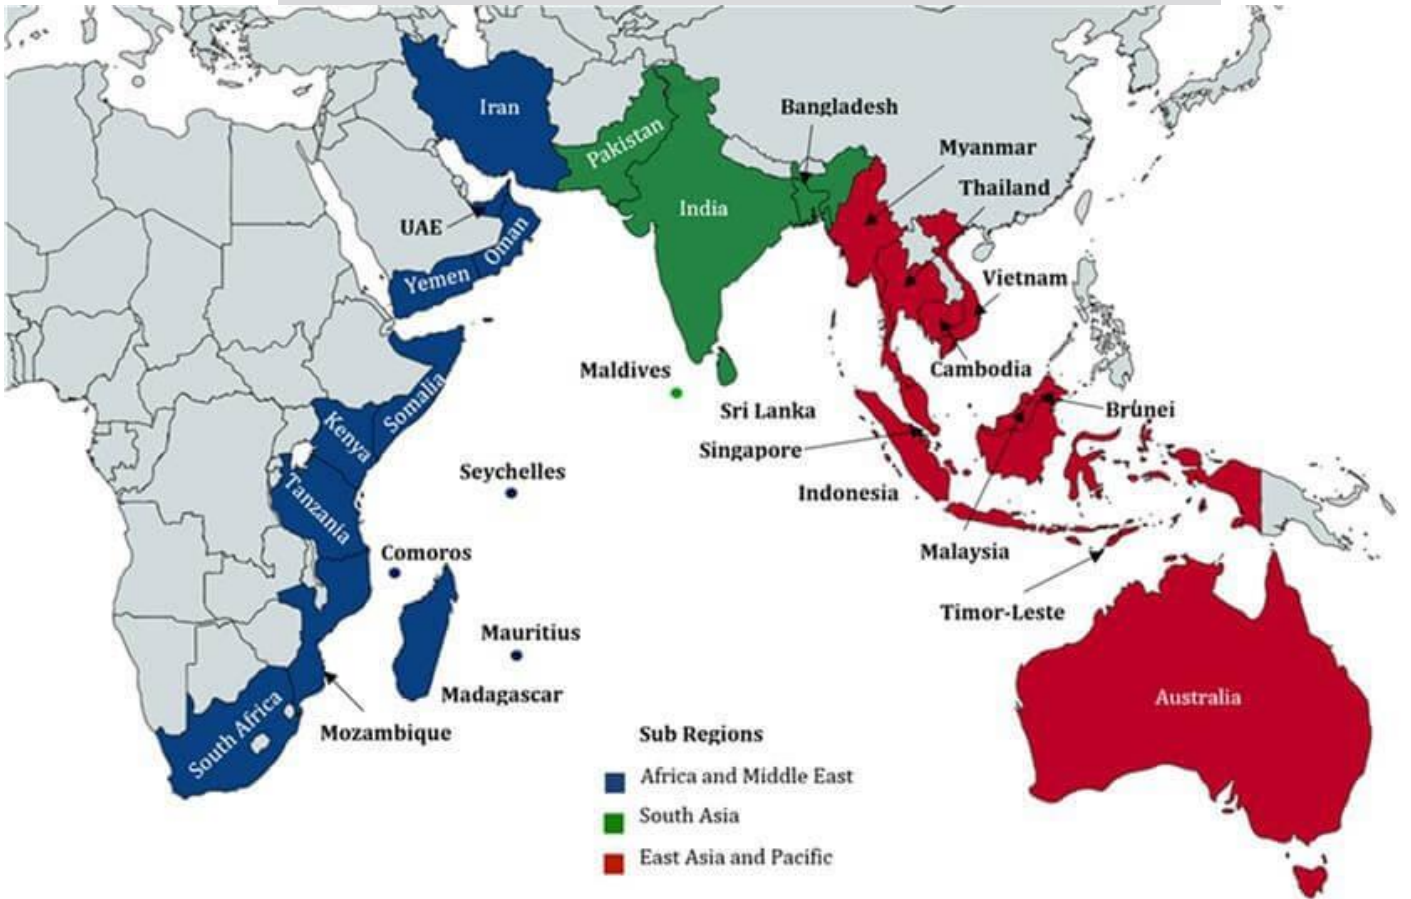 Iran
Pakistan
Bangladesh
Myanmar
Thailand
India
UAE
Oman
Yemen
Vietnam
Somalia
Kenya
Maldives
Cambodia
Sri Lanka
Brunei
Singapore
Seychelles
Indonesia
Tanzania
Comoros
Malaysia
Timor-Leste
Mauritius
Madagascar
Australia
Mozambique
South Africa
Sub Regions
Africa and Middle East
South Asia
East Asia and Pacific